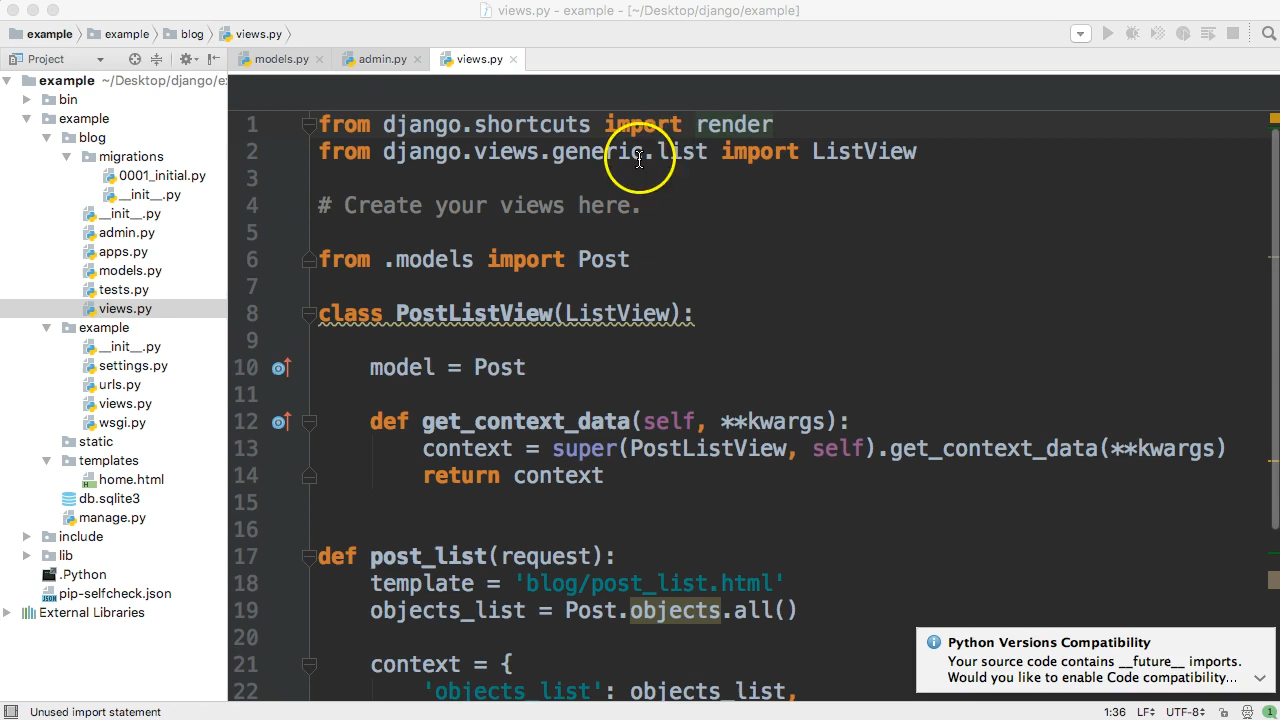 views.py - example - [~/Desktop/django/example]
example example blog views.py
Project models.py admin.py views.py
example ~/Desktop/django/e
bin
example
blog
migrations
0001_initial.py
__init__.py
__init__.py
admin.py
apps.py
models.py
tests.py
views.py
example
__init__.py
settings.py
urls.py
views.py
wsgi.py
static
templates
home.html
db.sqlite3
manage.py
include
lib
.Python
pip-selfcheck.json
External Libraries
1 from django.shortcuts import render
2 from django.views.generic.list import ListView
3
4 # Create your views here.
5
6 from .models import Post
7
8 class PostListView(ListView):
9
10 model = Post
11
12 def get_context_data(self, **kwargs):
13 context = super(PostListView, self).get_context_data(**kwargs)
14 return context
15
16
17 def post_list(request):
18 template = 'blog/post_list.html'
19 objects_list = Post.objects.all()
20
21 context = {
22 'objects_list': objects_list,
Python Versions Compatibility
Your source code contains __future__ imports.
Would you like to enable Code compatibility...
Unused import statement 1:36 LF UTF-8 1